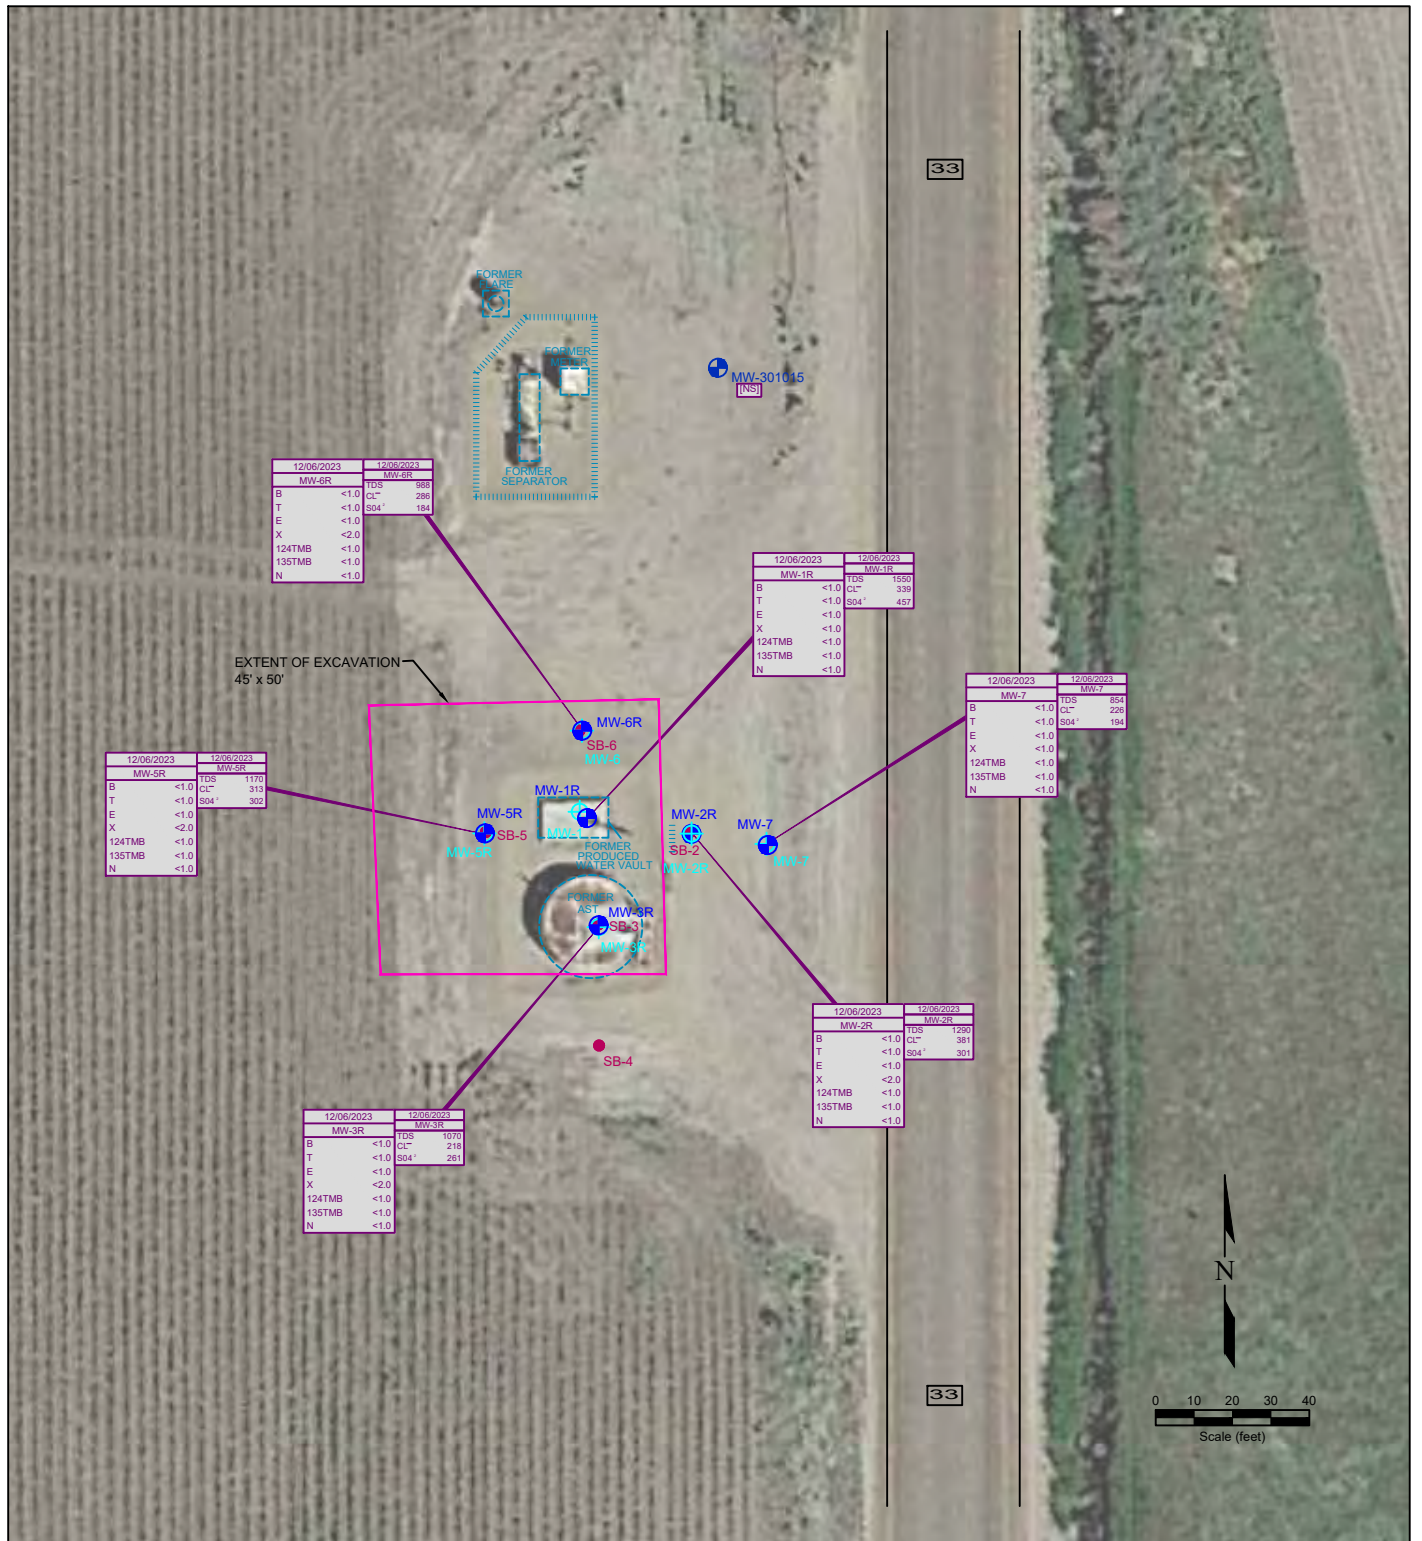 33
FORMER
FLARE
FORMER
METER
MW-301015
[NS]
FORMER
SEPARATOR
12/06/2023
MW-6R
B <1.0
T <1.0
E <1.0
X <2.0
124TMB <1.0
135TMB <1.0
N <1.0
12/06/2023
MW-6R
TDS 988
CL⁻ 286
S04² 184
12/06/2023
MW-1R
B <1.0
T <1.0
E <1.0
X <1.0
124TMB <1.0
135TMB <1.0
N <1.0
12/06/2023
MW-1R
TDS 1550
CL⁻ 339
S04² 457
EXTENT OF EXCAVATION
45' x 50'
12/06/2023
MW-7
B <1.0
T <1.0
E <1.0
X <1.0
124TMB <1.0
135TMB <1.0
N <1.0
12/06/2023
MW-7
TDS 854
CL⁻ 226
S04² 194
MW-6R
SB-6
MW-6
12/06/2023
MW-5R
B <1.0
T <1.0
E <1.0
X <2.0
124TMB <1.0
135TMB <1.0
N <1.0
12/06/2023
MW-5R
TDS 1170
CL⁻ 313
S04² 302
MW-1R
MW-1
MW-5R
SB-5
MW-5R
MW-2R
SB-2
MW-2R
MW-7
MW-7
FORMER
PRODUCED
WATER VAULT
FORMER
AST
MW-3R
SB-3
MW-3R
12/06/2023
MW-2R
B <1.0
T <1.0
E <1.0
X <2.0
124TMB <1.0
135TMB <1.0
N <1.0
12/06/2023
MW-2R
TDS 1290
CL⁻ 381
S04² 301
SB-4
12/06/2023
MW-3R
B <1.0
T <1.0
E <1.0
X <2.0
124TMB <1.0
135TMB <1.0
N <1.0
12/06/2023
MW-3R
TDS 1070
CL⁻ 218
S04² 261
N
33
0 10 20 30 40
Scale (feet)